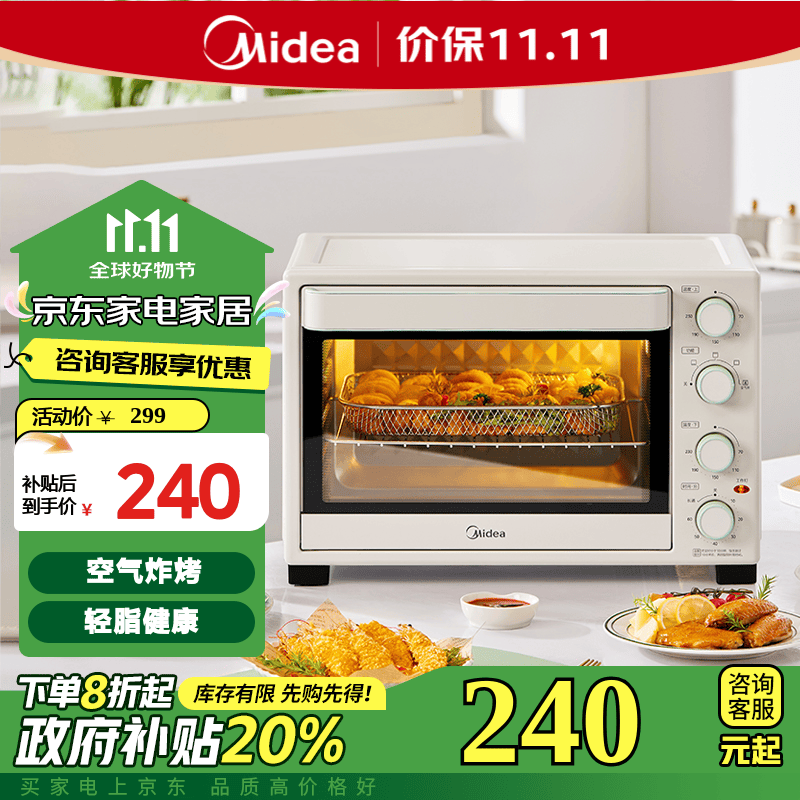 Midea 价保11.11
11.11
全球好物节
京东家电家居
咨询客服享优惠
活动价 ¥ 299
补贴后
到手价 ¥ 240
空气炸烤
轻脂健康
Midea
下单8折起 库存有限 先购先得!
政府补贴20%
240
咨询
客服
元起
买家电上京东 品质高价格好